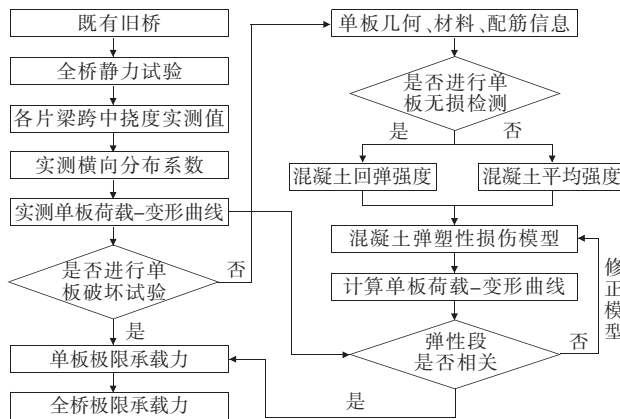 既有旧桥
全桥静力试验
各片梁跨中挠度实测值
实测横向分布系数
实测单板荷载-变形曲线
是否进行单
板破坏试验
否
是
单板极限承载力
全桥极限承载力
单板几何、材料、配筋信息
是否进行单
板无损检测
是
否
混凝土回弹强度
混凝土平均强度
混凝土弹塑性损伤模型
计算单板荷载-变形曲线
弹性段
是否相关
否
修正模型
是